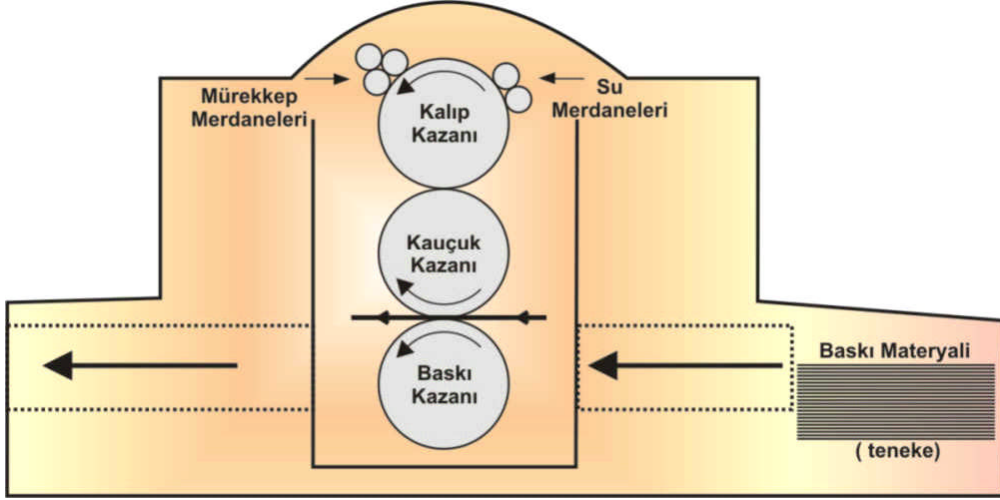 Mürekkep
Merdaneleri
Su
Merdaneleri
Kalıp
Kazanı
Kauçuk
Kazanı
Baskı
Kazanı
Baskı Materyali
( teneke)